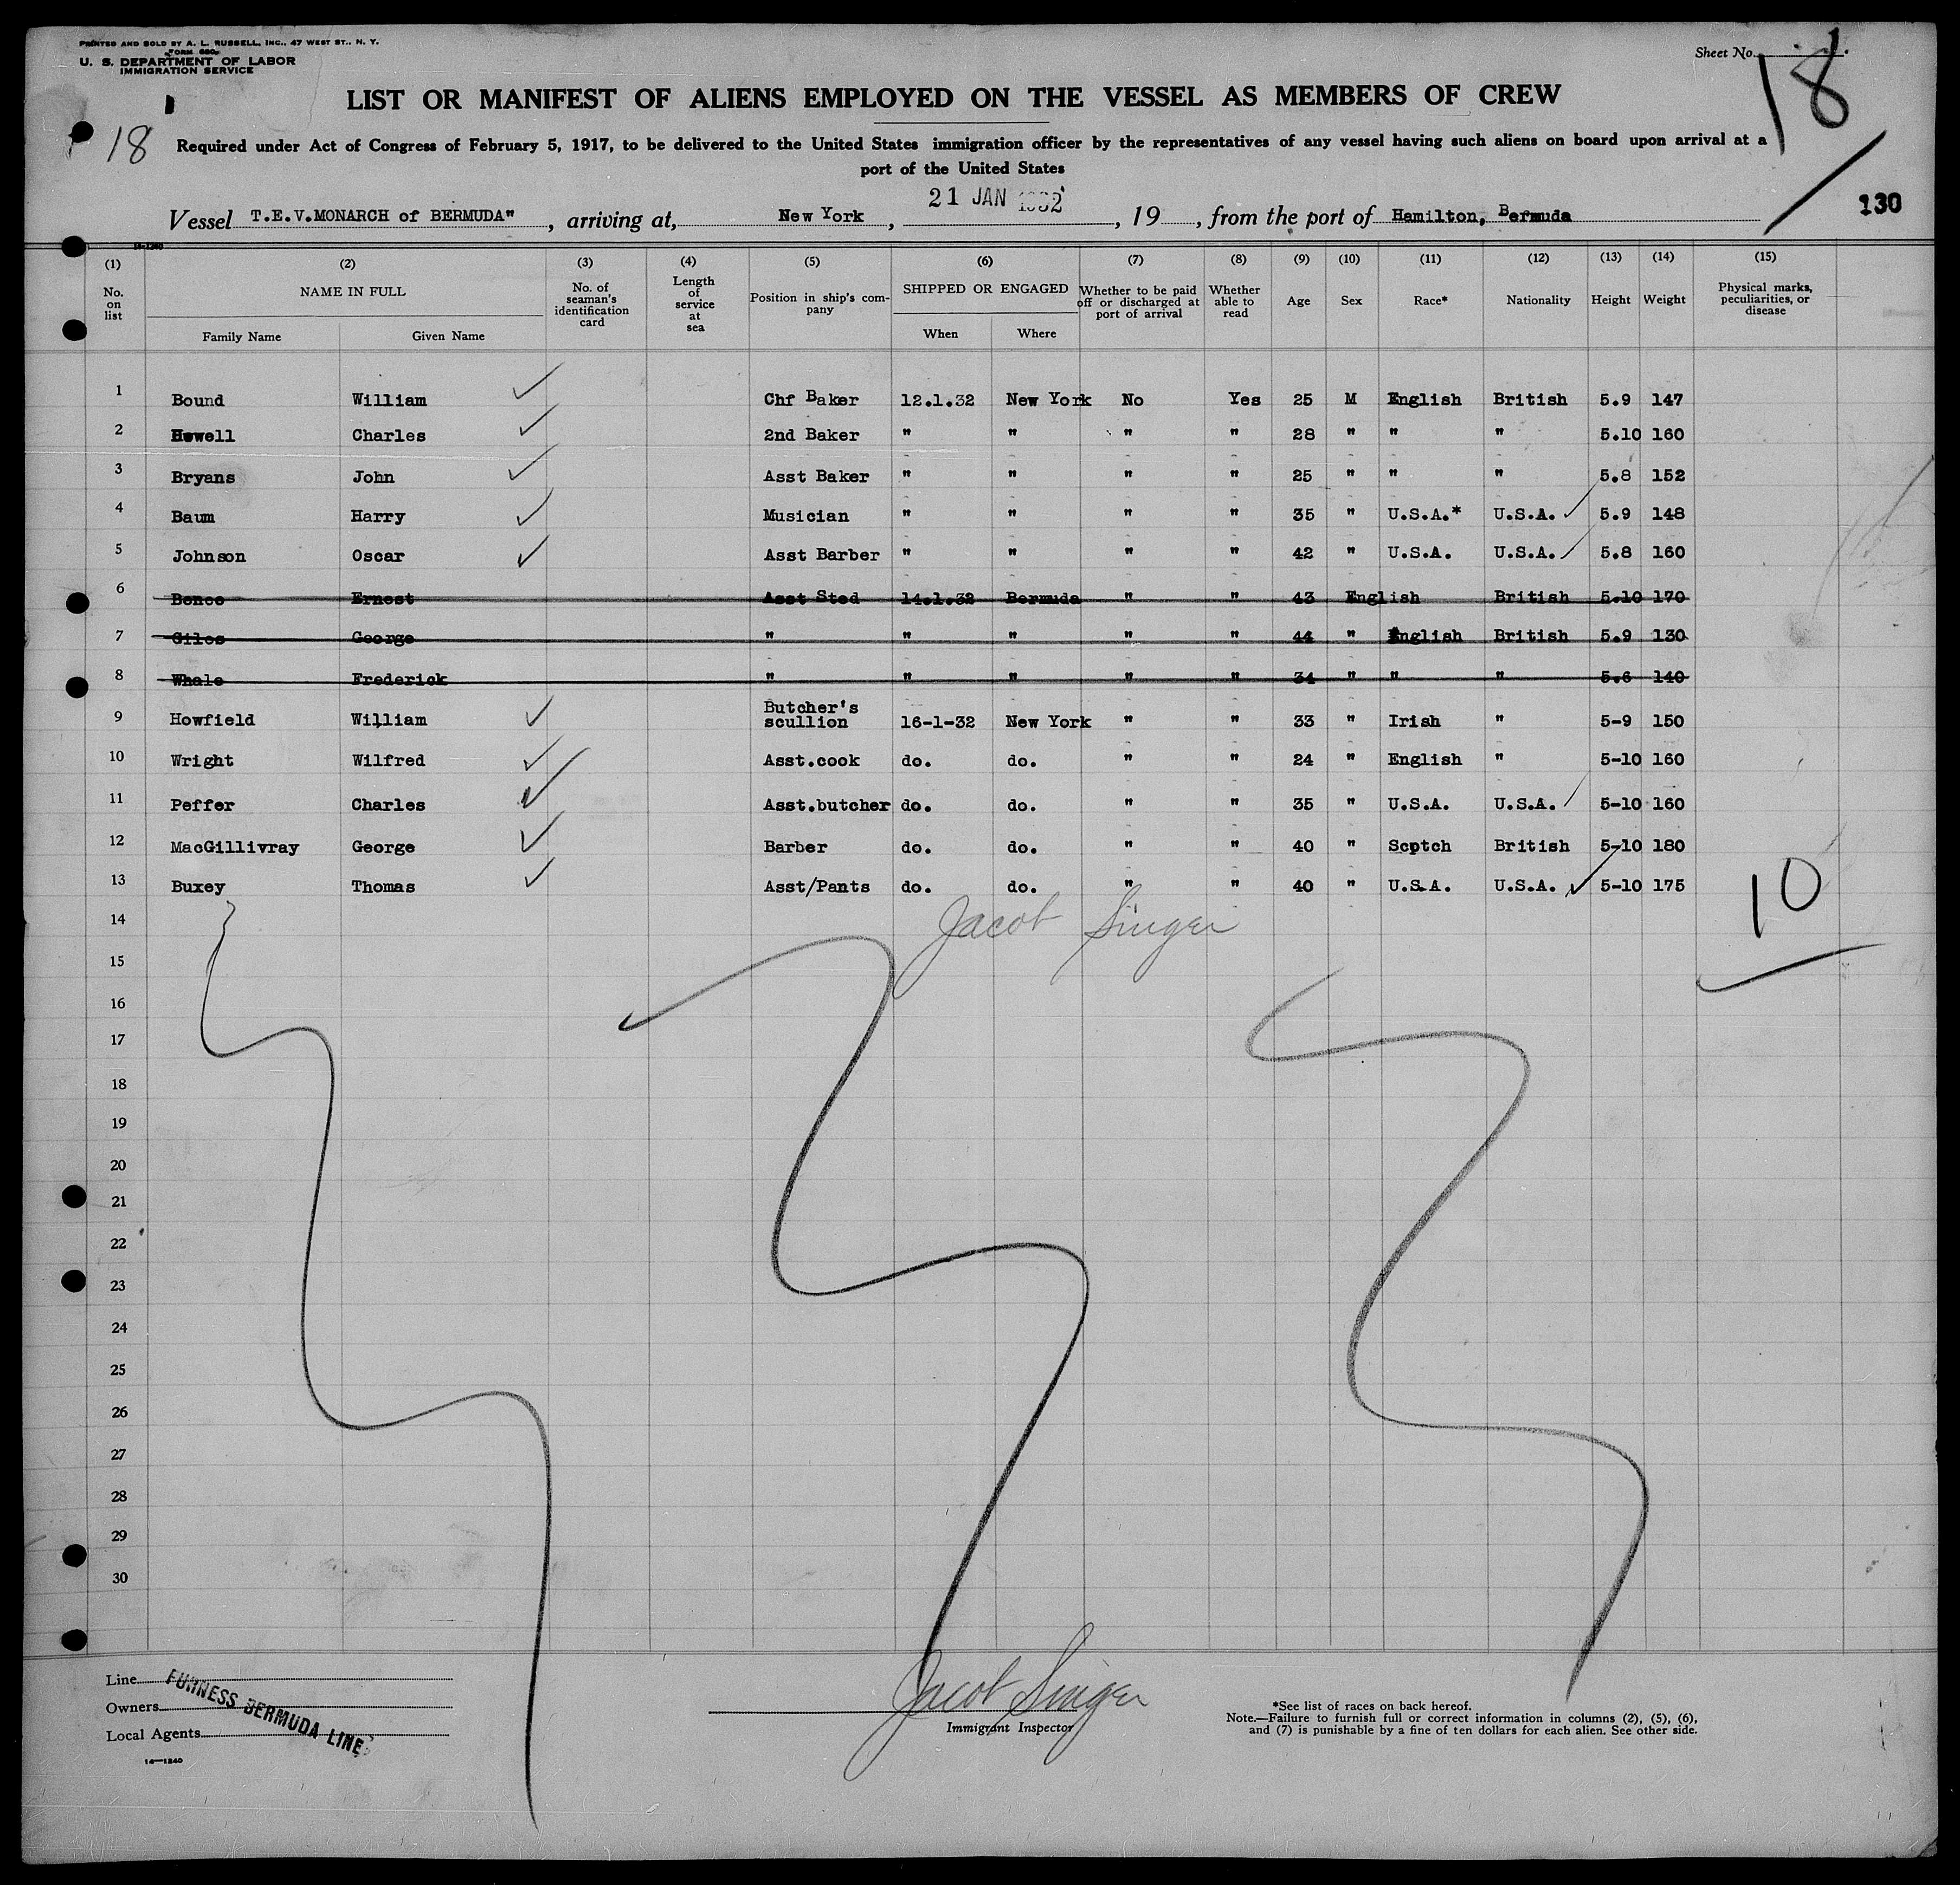 PRINTED AND SOLD BY A. L. RUSSELL, INC., 47 WEST ST., N. Y.
FORM 680
U. S. DEPARTMENT OF LABOR
IMMIGRATION SERVICE
Sheet No.
18
LIST OR MANIFEST OF ALIENS EMPLOYED ON THE VESSEL AS MEMBERS OF CREW
18
Required under Act of Congress of February 5, 1917, to be delivered to the United States immigration officer by the representatives of any vessel having such aliens on board upon arrival at a
port of the United States
Vessel T.E.V.MONARCH of BERMUDA" , arriving at, New York , 21 JAN 1932 , 19 , from the port of Hamilton, Bermuda
130
14-1240
(1) (2) (3) (4) (5) (6) (7) (8) (9) (10) (11) (12) (13) (14) (15)
No. on list NAME IN FULL No. of seaman's identification card Length of service at sea Position in ship's com-pany SHIPPED OR ENGAGED Whether to be paid off or discharged at port of arrival Whether able to read Age Sex Race* Nationality Height Weight Physical marks, peculiarities, or disease
Family Name Given Name When Where
1 Bound William Chf Baker 12.1.32 New York No Yes 25 M English British 5.9 147
2 Howell Charles 2nd Baker " " " " 28 " " " 5.10 160
3 Bryans John Asst Baker " " " " 25 " " " 5.8 152
4 Baum Harry Musician " " " " 35 " U.S.A.* U.S.A. 5.9 148
5 Johnson Oscar Asst Barber " " " " 42 " U.S.A. U.S.A. 5.8 160
6 Bence Ernest Asst Sted 14.1.32 Bermuda " " 43 English British 5.10 170
7 Giles George " " " " " 44 " English British 5.9 130
8 Whale Frederick " " " " " 34 " " " 5.6 140
9 Howfield William Butcher's scullion 16-1-32 New York " " 33 " Irish " 5-9 150
10 Wright Wilfred Asst.cook do. do. " " 24 " English " 5-10 160
11 Peffer Charles Asst.butcher do. do. " " 35 " U.S.A. U.S.A. 5-10 160
12 MacGillivray George Barber do. do. " " 40 " Scptch British 5-10 180
13 Buxey Thomas Asst/Pants do. do. " " 40 " U.S.A. U.S.A. 5-10 175
10
14 Jacob Singer
15
16
17
18
19
20
21
22
23
24
25
26
27
28
29
30
Line
Owners
Local Agents
FURNESS BERMUDA LINE
14-1240
Jacob Singer
Immigrant Inspector
*See list of races on back hereof.
Note.—Failure to furnish full or correct information in columns (2), (5), (6),
and (7) is punishable by a fine of ten dollars for each alien. See other side.